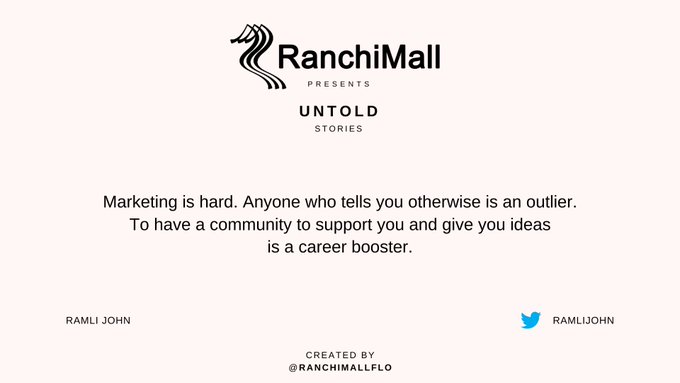 RanchiMall
PRESENTS
UNTOLD
STORIES
Marketing is hard. Anyone who tells you otherwise is an outlier.
To have a community to support you and give you ideas
is a career booster.
RAMLI JOHN
RAMLIJOHN
CREATED BY
@RANCHIMALLFLO